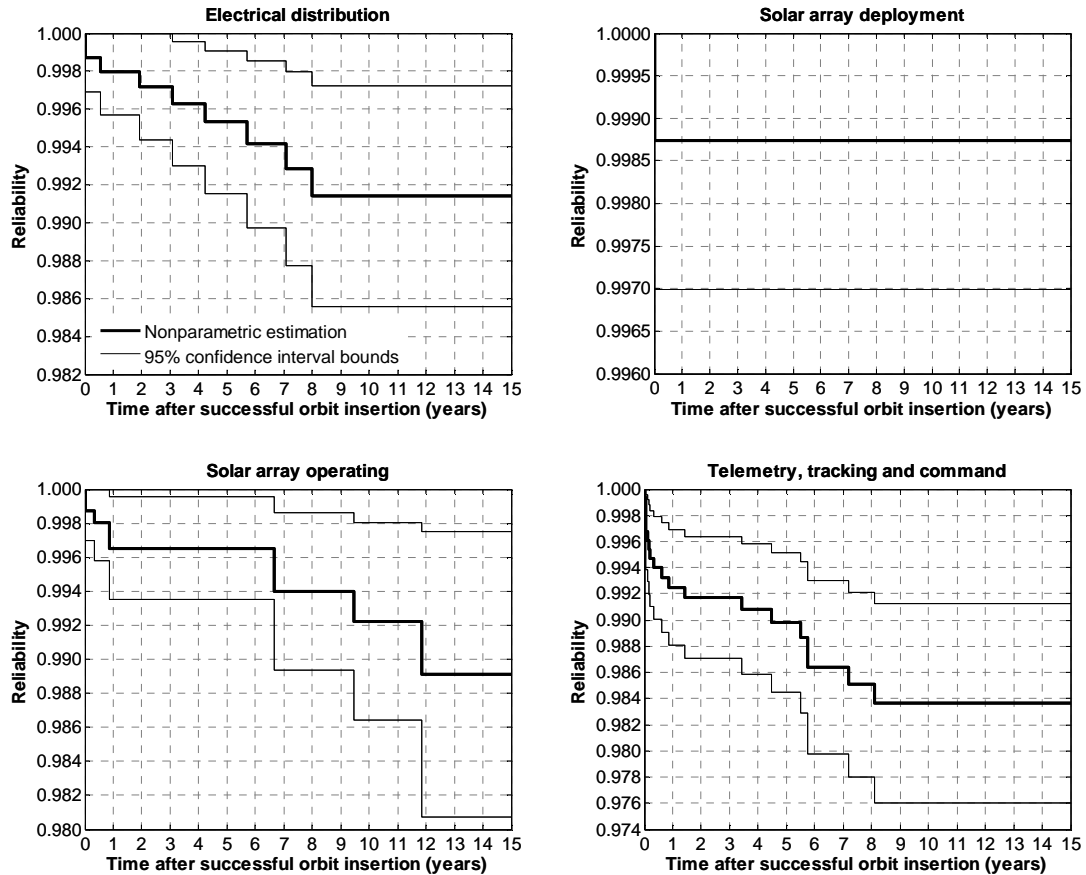 Electrical distribution
1.000
0.998
0.996
0.994
0.992
0.990
0.988
0.986
0.984
0.982
Reliability
Nonparametric estimation
95% confidence interval bounds
0 1 2 3 4 5 6 7 8 9 10 11 12 13 14 15
Time after successful orbit insertion (years)
Solar array deployment
1.0000
0.9995
0.9990
0.9985
0.9980
0.9975
0.9970
0.9965
0.9960
Reliability
0 1 2 3 4 5 6 7 8 9 10 11 12 13 14 15
Time after successful orbit insertion (years)
Solar array operating
1.000
0.998
0.996
0.994
0.992
0.990
0.988
0.986
0.984
0.982
0.980
Reliability
0 1 2 3 4 5 6 7 8 9 10 11 12 13 14 15
Time after successful orbit insertion (years)
Telemetry, tracking and command
1.000
0.998
0.996
0.994
0.992
0.990
0.988
0.986
0.984
0.982
0.980
0.978
0.976
0.974
Reliability
0 1 2 3 4 5 6 7 8 9 10 11 12 13 14 15
Time after successful orbit insertion (years)